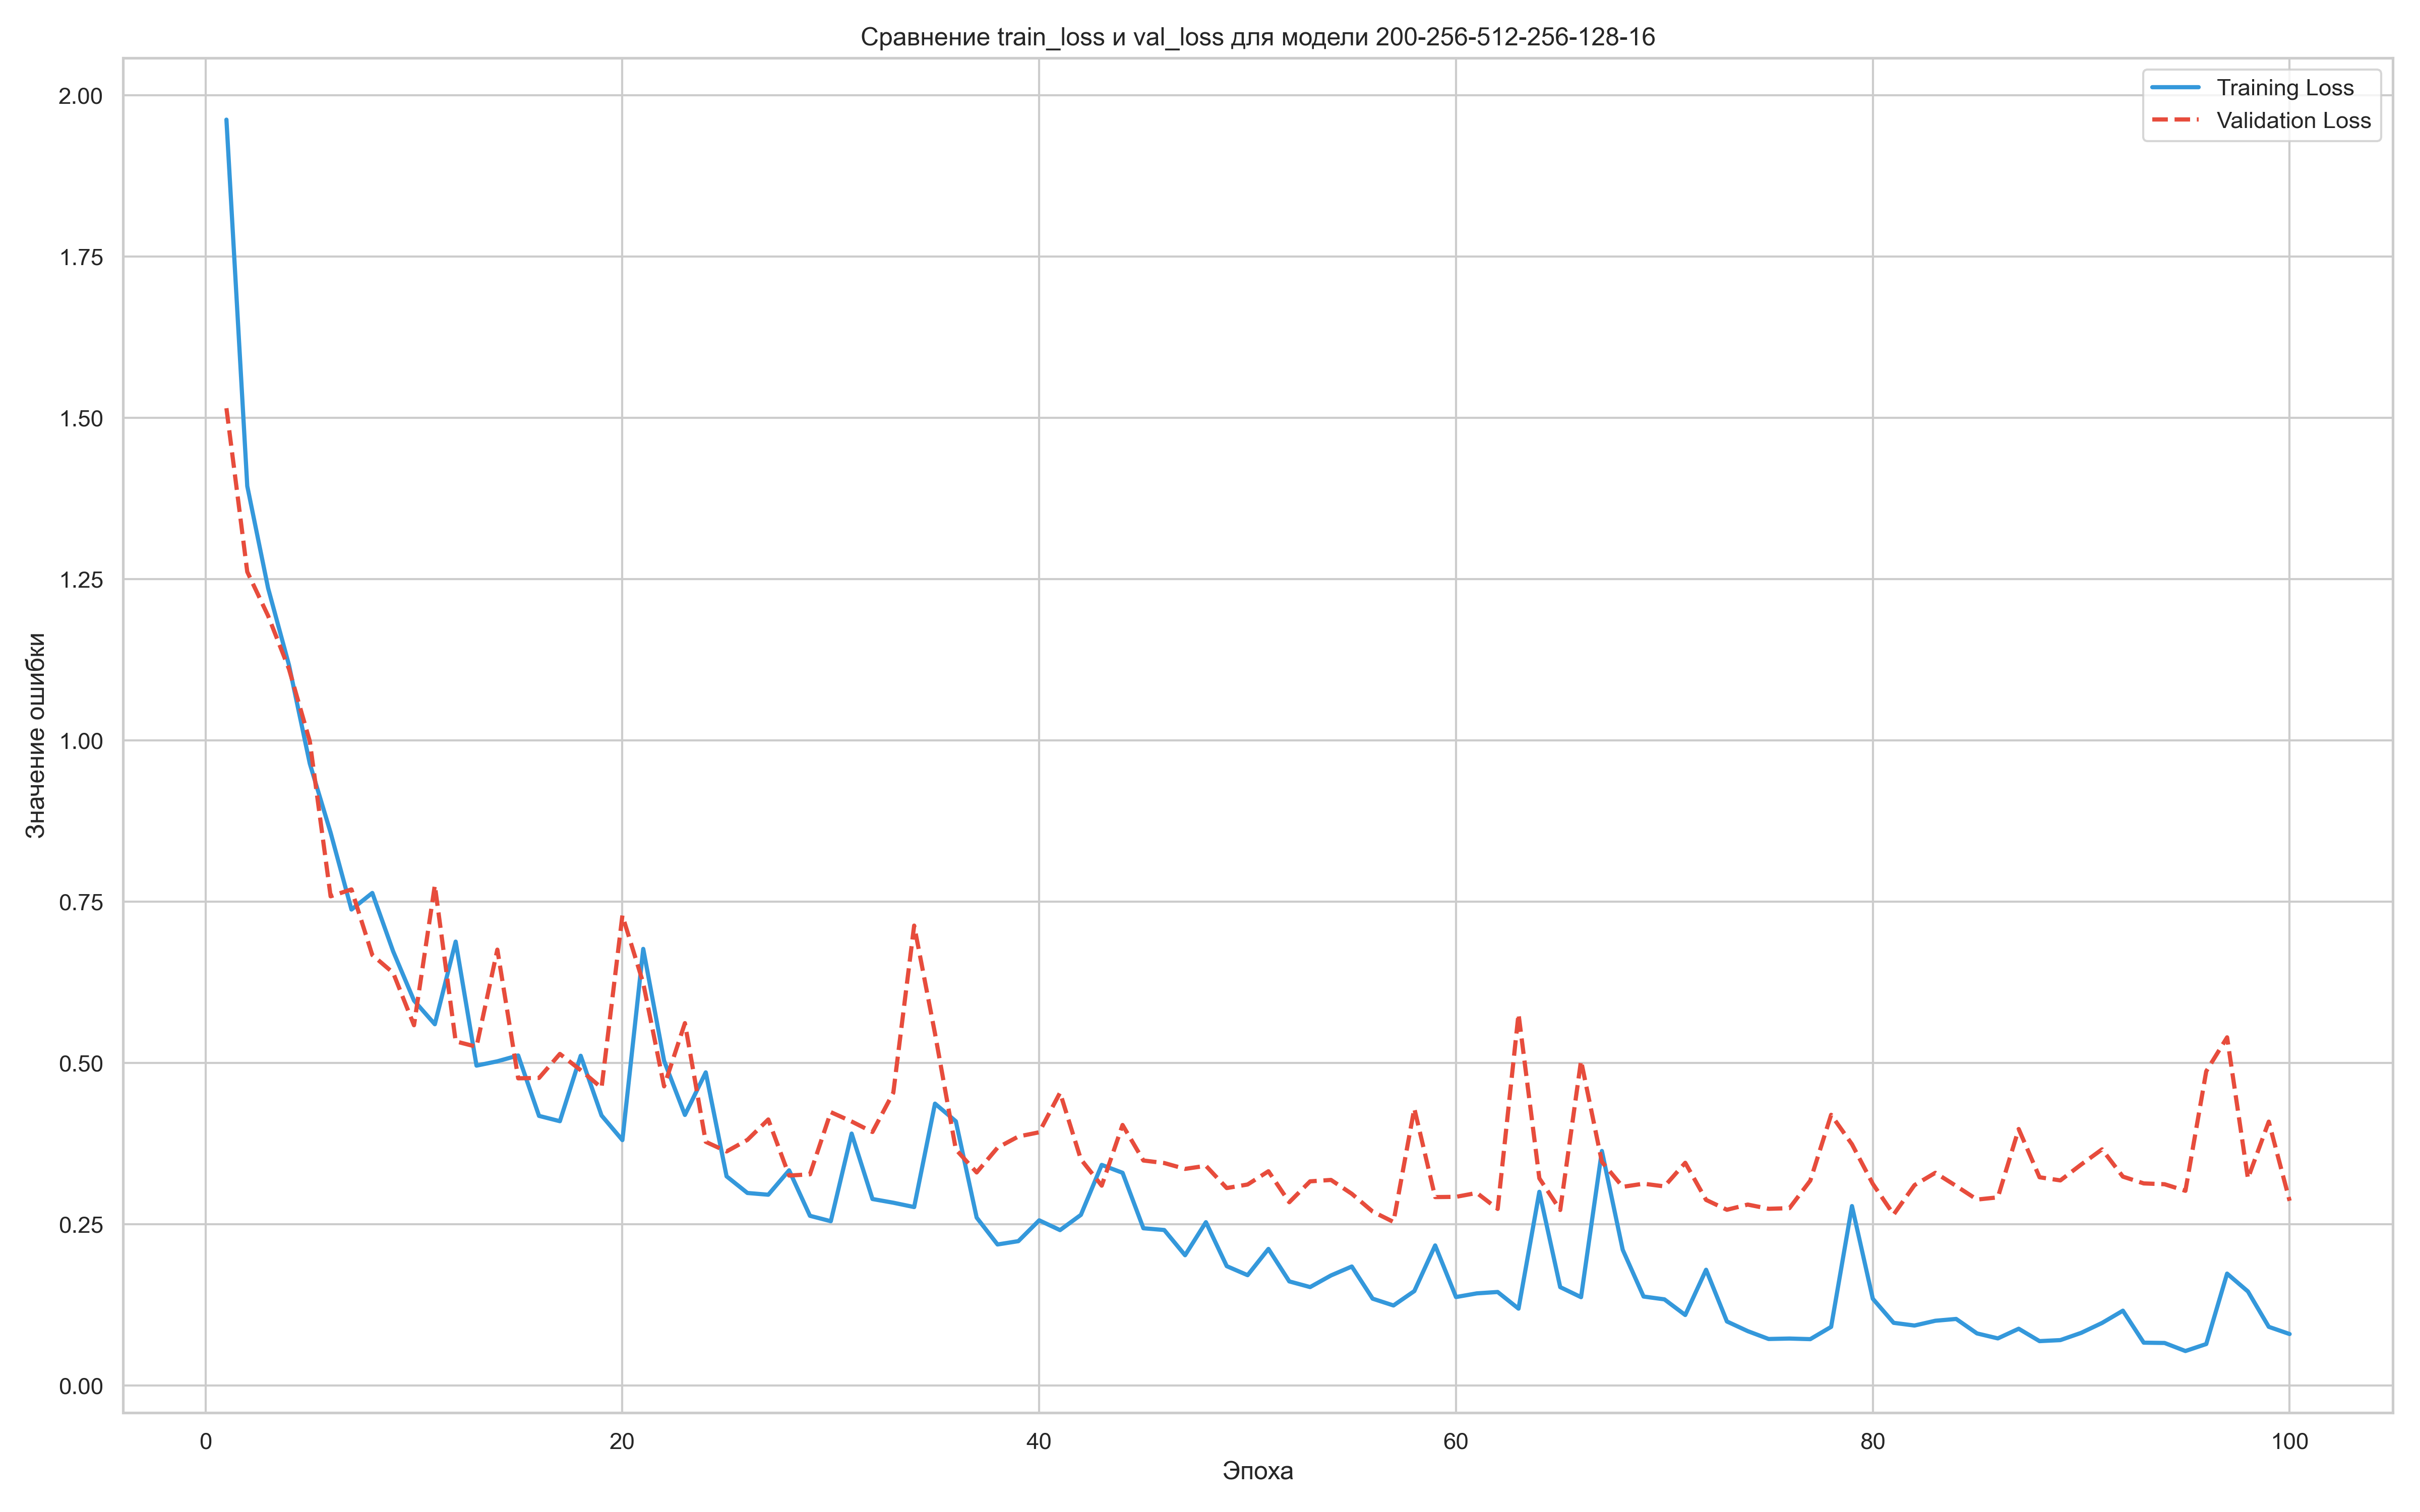 Сравнение train_loss и val_loss для модели 200-256-512-256-128-16
Training Loss
Validation Loss
Значение ошибки
2.00
1.75
1.50
1.25
1.00
0.75
0.50
0.25
0.00
0 20 40 60 80 100
Эпоха